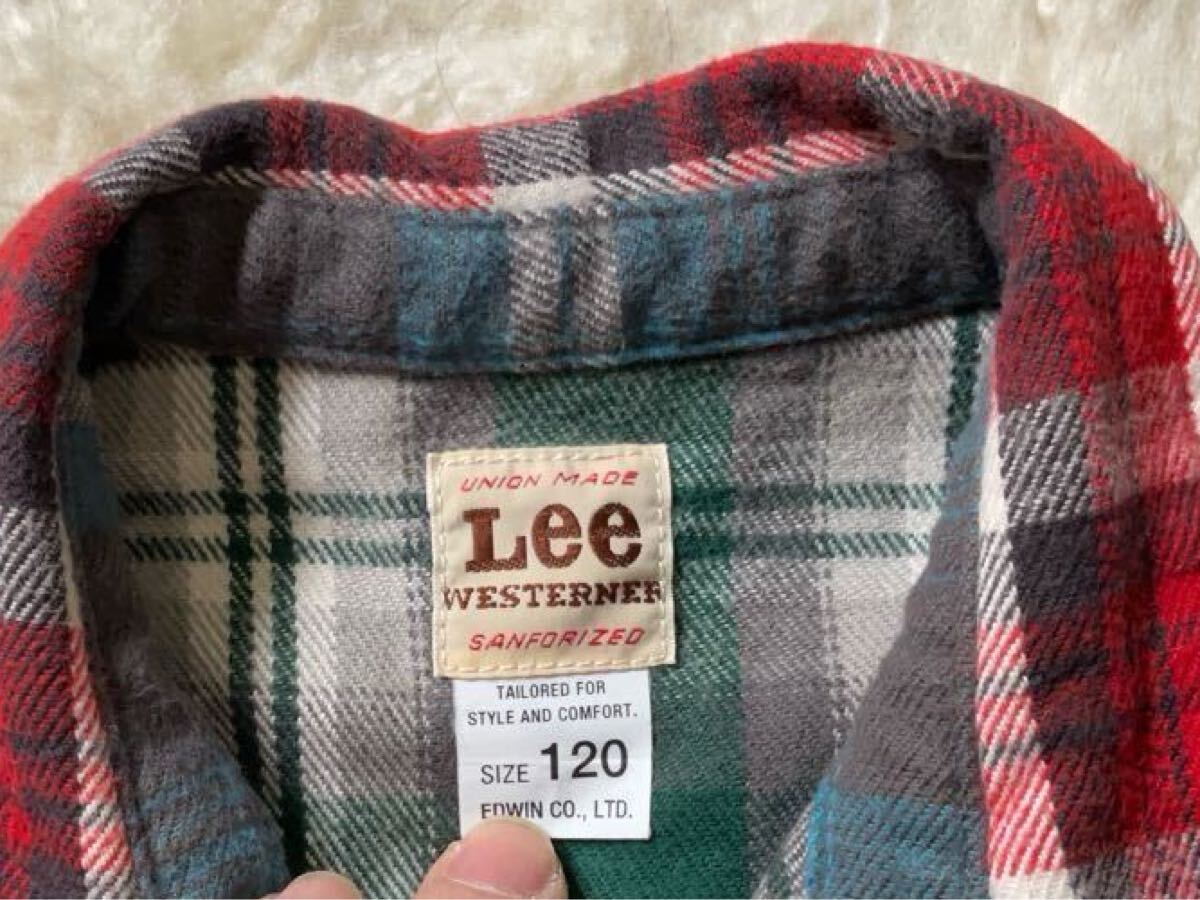 UNION MADE
Lee
WESTERNER
SANFORIZED
TAILORED FOR
STYLE AND COMFORT.
SIZE 120
EDWIN CO., LTD.